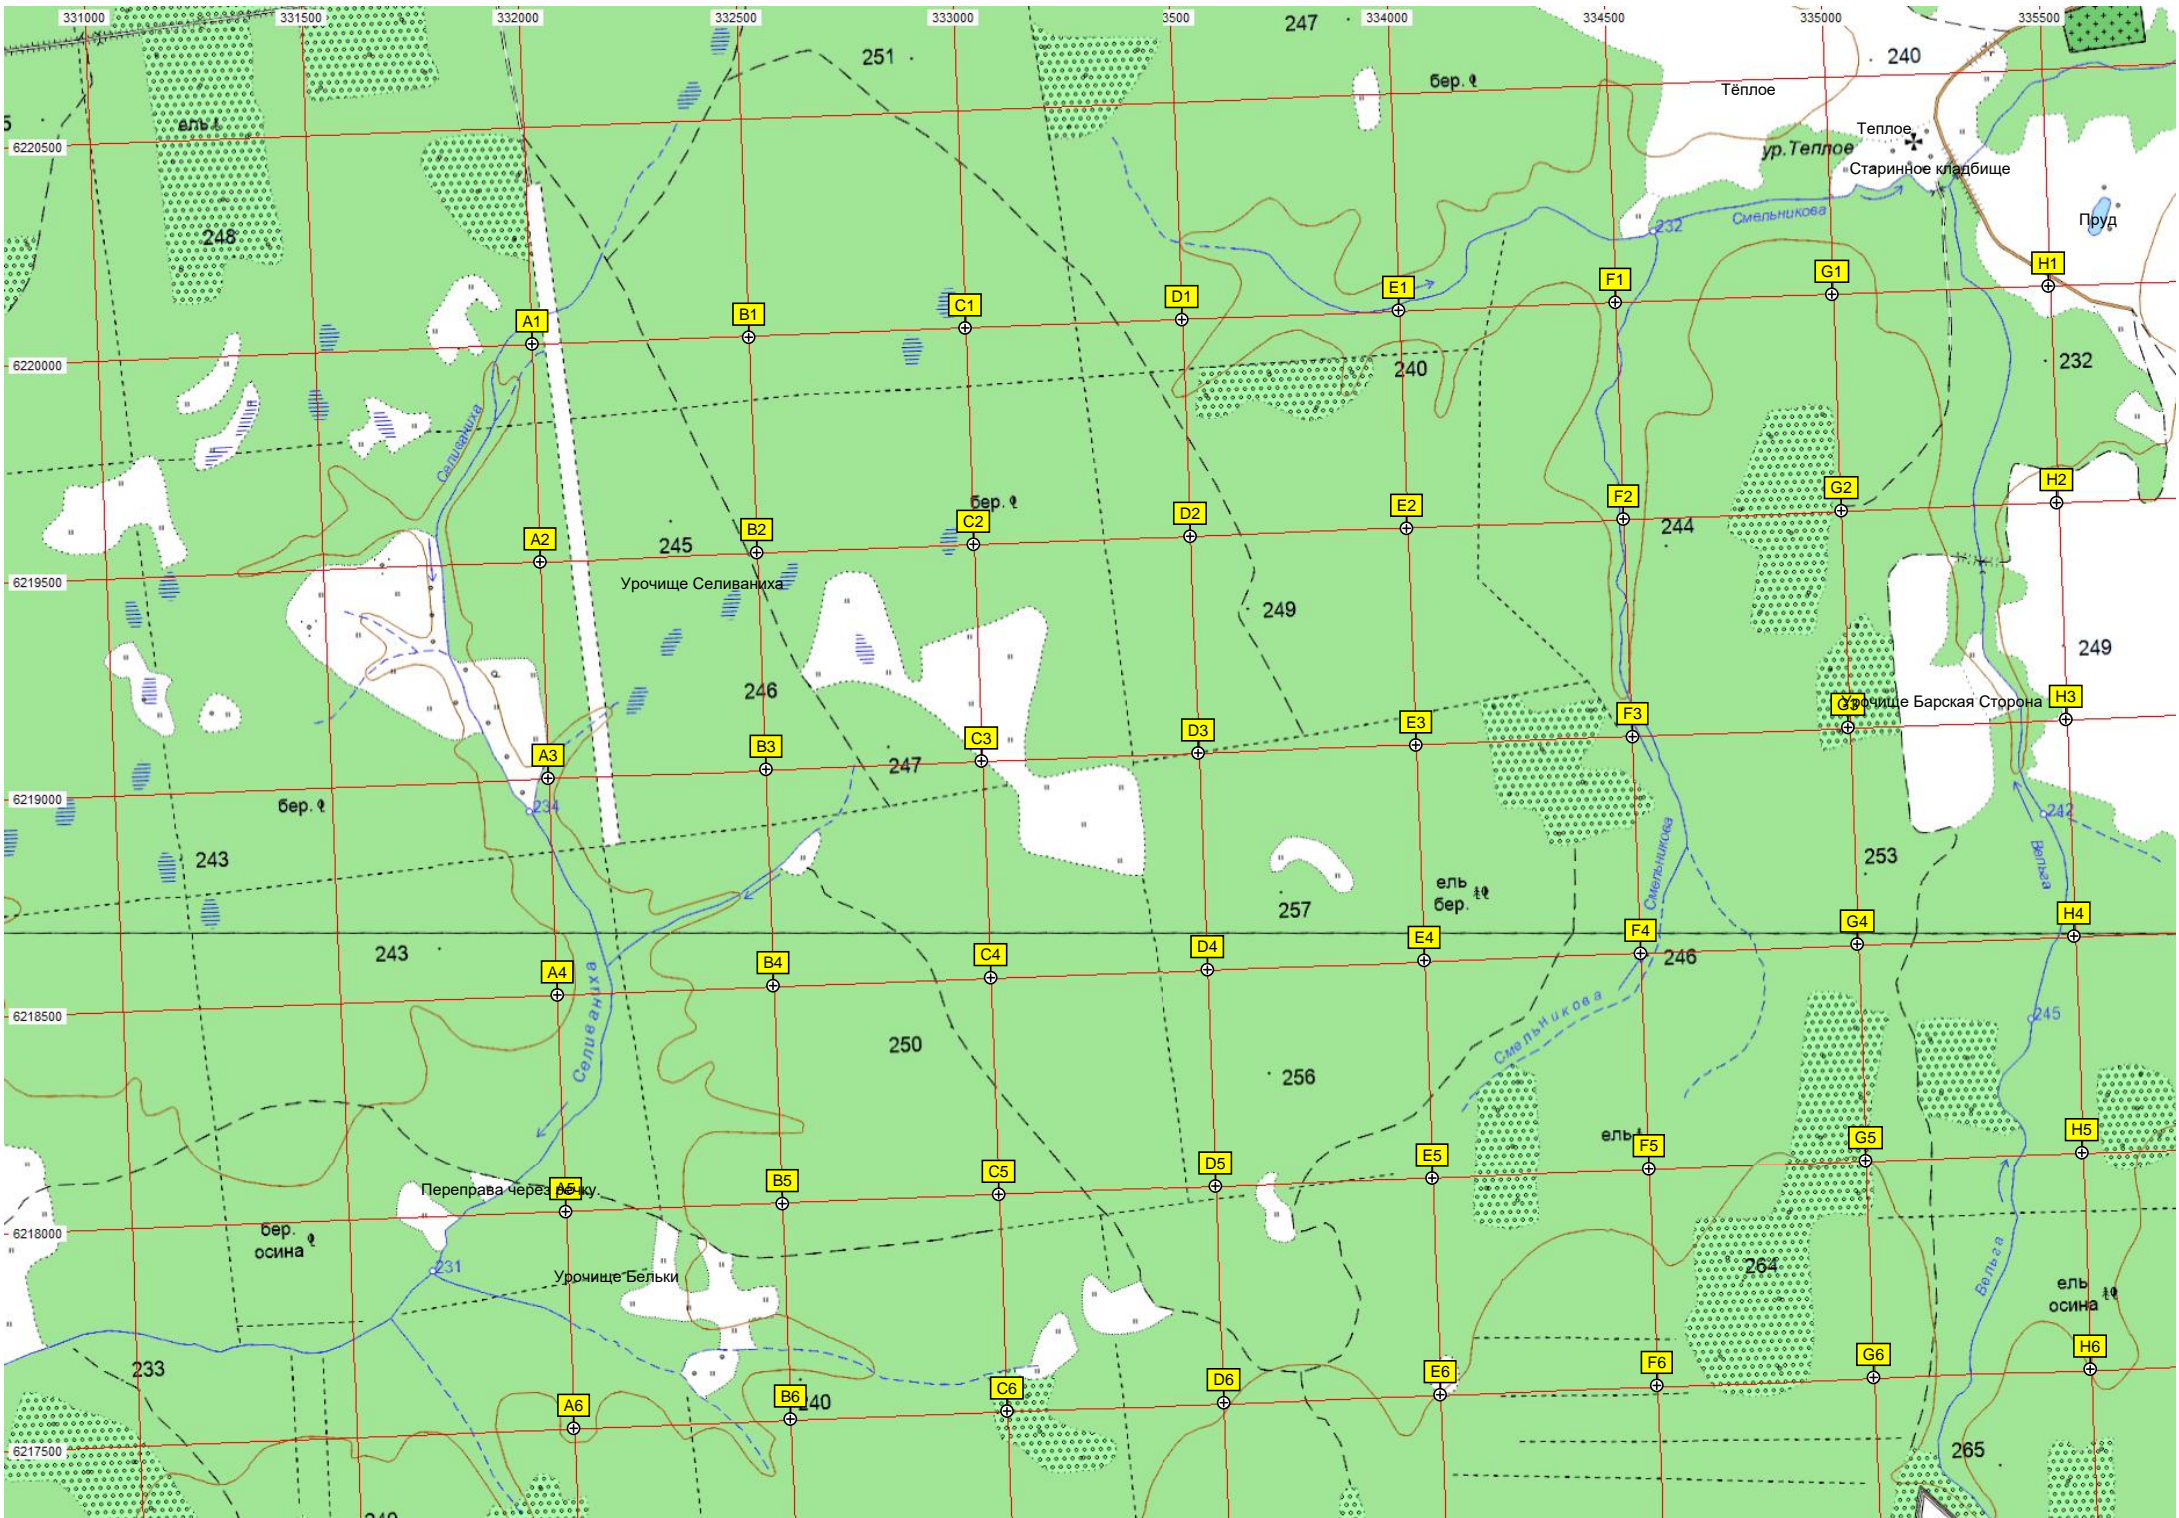 331000 331500 332000 332500 333000 3500 334000 334500 335000 335500
247
251
240
бер.
Тёплое
5
ель
6220500
Теплое
ур.Теплое
Старинное кладбище
232
Смельникова
Пруд
248
H1
G1
F1
E1
D1
C1
B1
A1
6220000
240
232
Селиваниха
H2
G2
F2
E2
D2
C2
B2
A2
бер.
245
244
Урочище Селиваниха
6219500
249
249
246
H3
G3
Урочище Барская Сторона
F3
E3
D3
C3
B3
A3
247
6219000
бер.
234
242
243
Смельникова
253
Вельга
ель
бер.
257
H4
G4
F4
E4
D4
C4
B4
A4
243
246
Селиваниха
Смельникова
6218500
245
250
256
ель
H5
G5
F5
E5
D5
C5
B5
A5
Переправа через речку.
6218000
бер.
осина
231
Урочище Бельки
264
Вельга
ель
осина
233
H6
G6
F6
E6
D6
C6
B6
A6
240
6217500
265